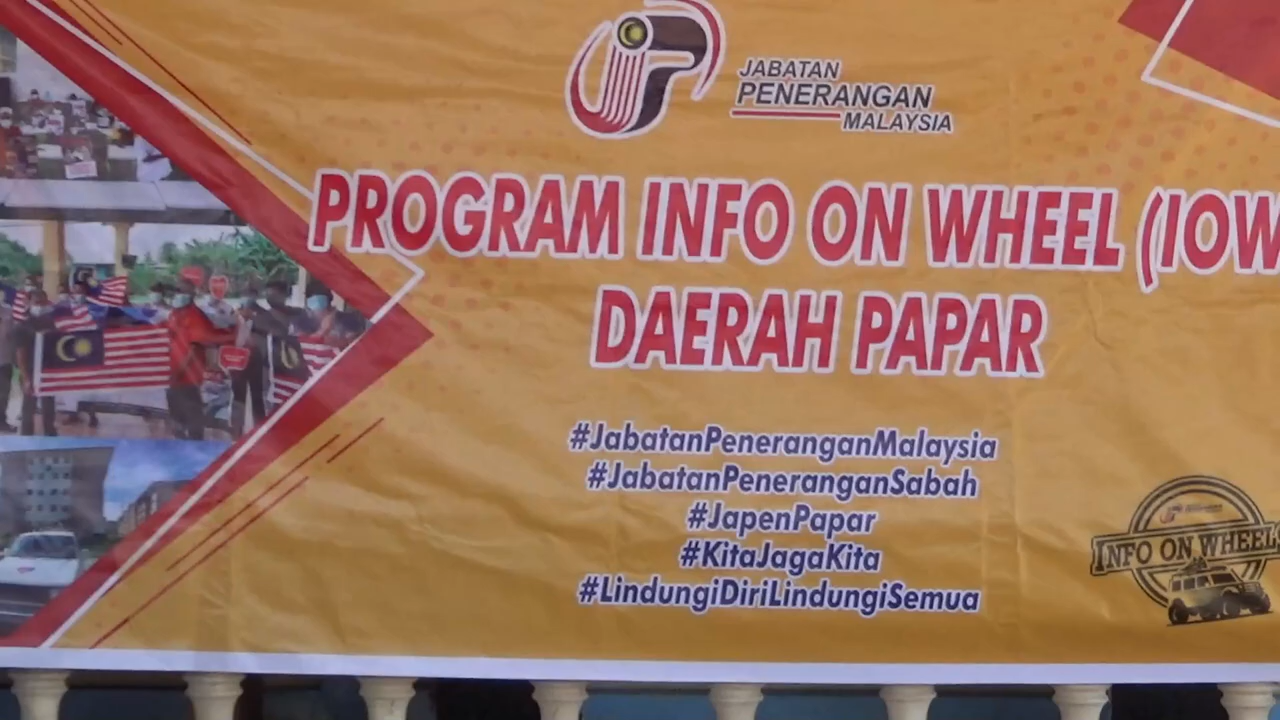 JABATAN
PENERANGAN
MALAYSIA
PROGRAM INFO ON WHEEL (IOW
DAERAH PAPAR
#JabatanPeneranganMalaysia
#JabatanPeneranganSabah
#JapenPapar
#KitaJagaKita
#LindungiDiriLindungiSemua
INFO ON WHEELS